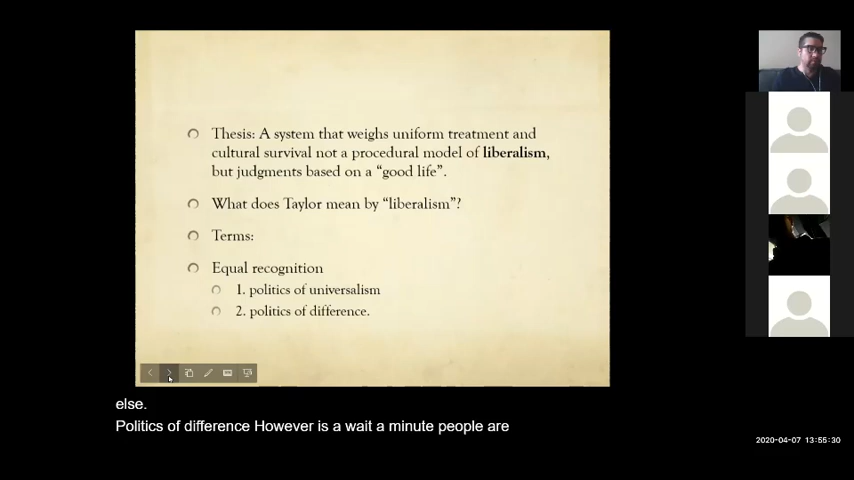 Thesis: A system that weighs uniform treatment and
cultural survival not a procedural model of liberalism,
but judgments based on a “good life”.
What does Taylor mean by “liberalism”?
Terms:
Equal recognition
1. politics of universalism
2. politics of difference.
else.
Politics of difference However is a wait a minute people are
2020-04-07 13:55:30